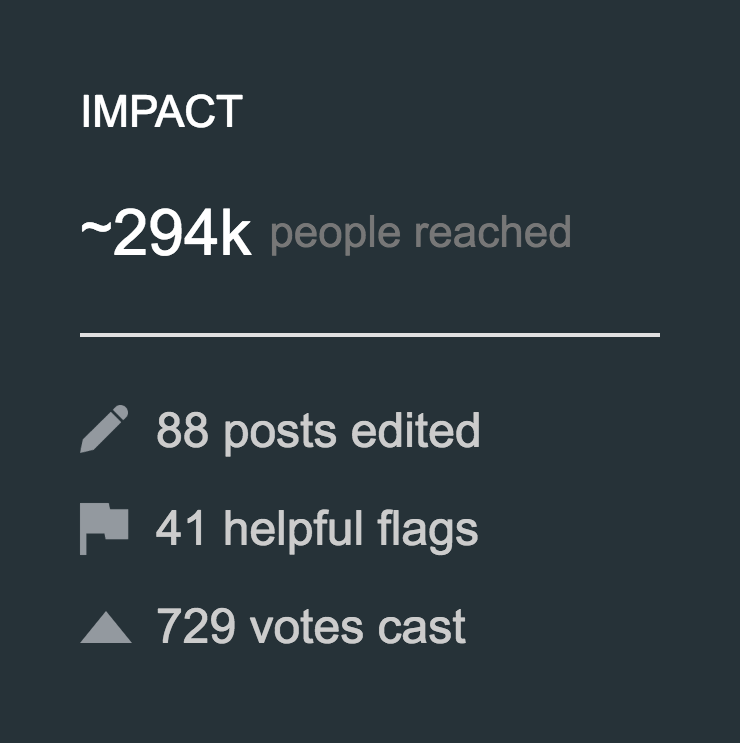 IMPACT
~294k people reached
88 posts edited
41 helpful flags
729 votes cast